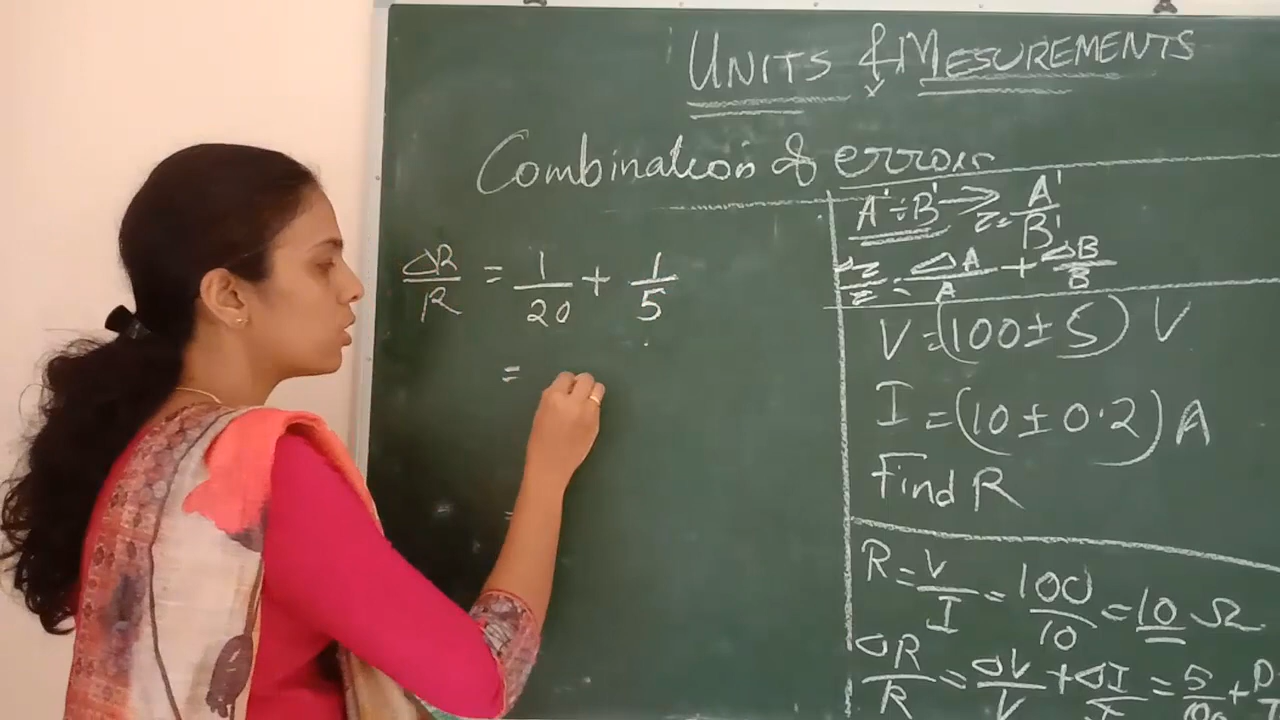 UNITS & MESUREMENTS
Combination of errors
A' ÷ B' → z = A'/B'
Δz/z = ΔA/A + ΔB/B
ΔR/R = 1/20 + 1/5
=
V = (100 ± 5) V
I = (10 ± 0.2) A
Find R
R = V/I = 100/10 = 10 Ω
ΔR/R = ΔV/V + ΔI/I = 5/100 +